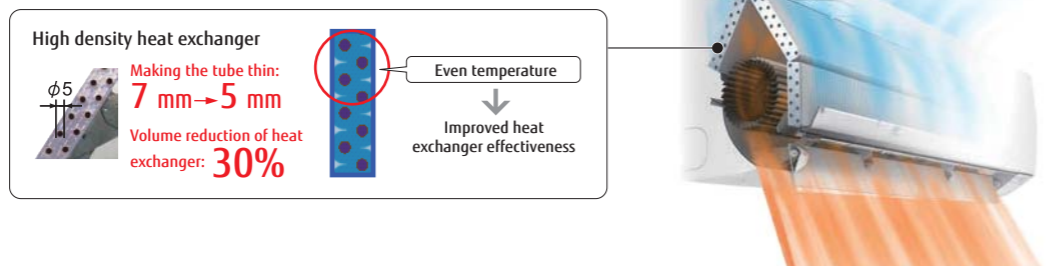 High density heat exchanger
ϕ5
Making the tube thin:
7 mm→5 mm
Volume reduction of heat
exchanger: 30%
Even temperature
Improved heat
exchanger effectiveness